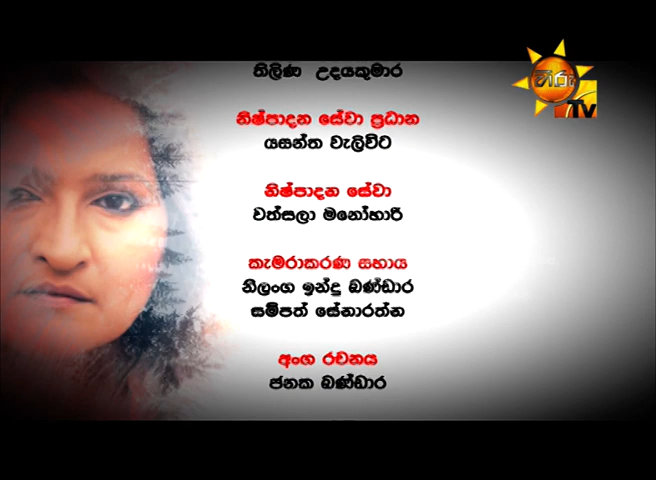 තිලිණ උදයකුමාර
හිරු
Tv
නිෂ්පාදන සේවා ප්‍රධාන
යසන්ත වැලිවිට
නිෂ්පාදන සේවා
වත්සලා මනෝහාරී
කැමරාකරණ සහාය
නිලංග ඉන්දු බණ්ඩාර
සම්පත් සේනාරත්න
අංග රචනය
ජනක බණ්ඩාර